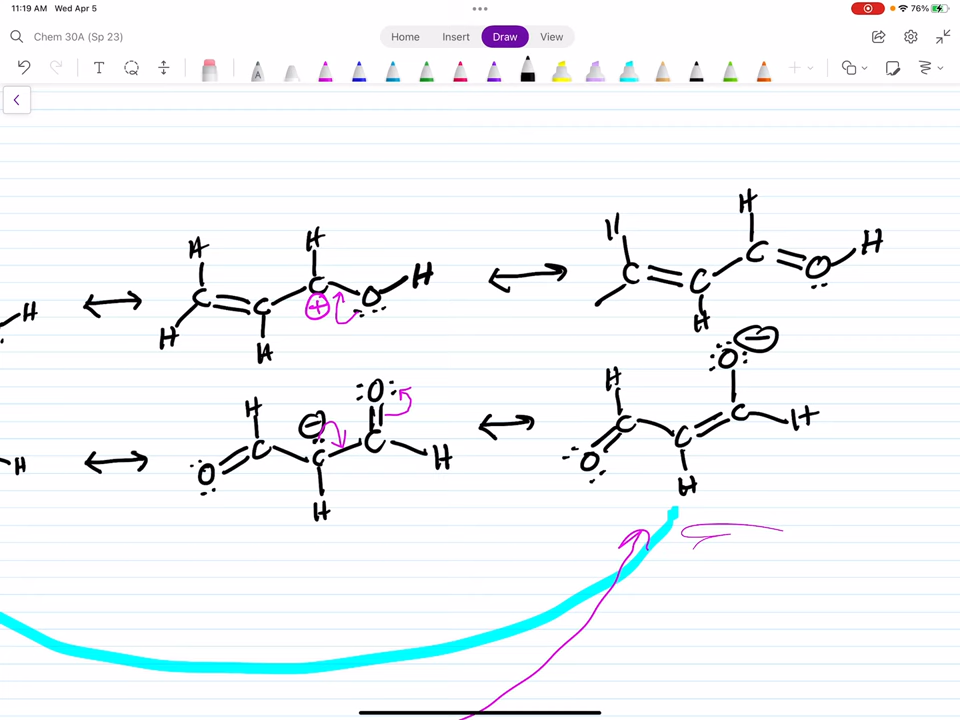 11:19 AM Wed Apr 5
76%
Chem 30A (Sp 23)
Home Insert Draw View
T
A
H H H H
H C C C O H C C C O H
⊕
H H H
⊖
O O
H H
H C C C H C C C H
O O
H H